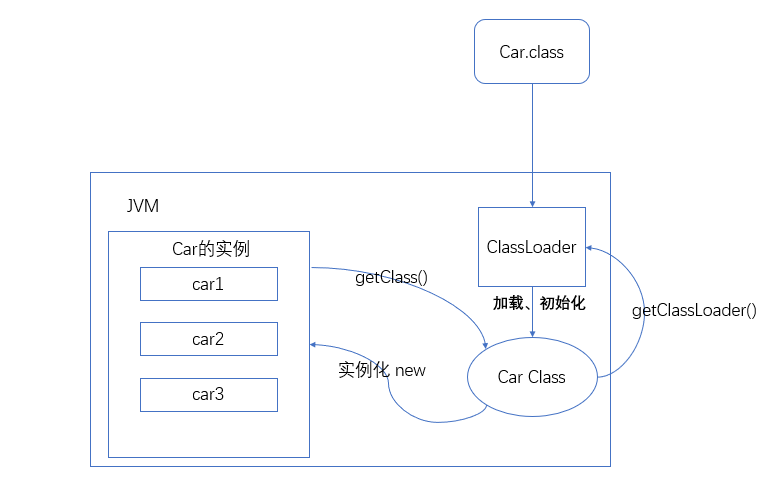 Car.class
JVM
Car的实例
car1
car2
car3
getClass()
实例化 new
ClassLoader
加载、初始化
Car Class
getClassLoader()